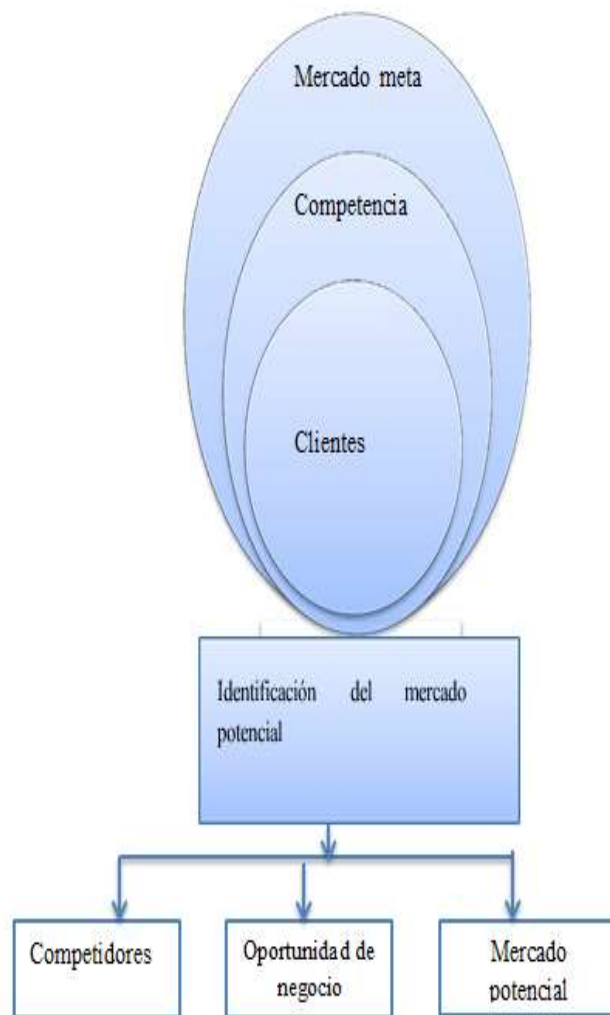 Mercado meta
Competencia
Clientes
Identificación del mercado
potencial
Competidores
Oportunidad de
negocio
Mercado
potencial